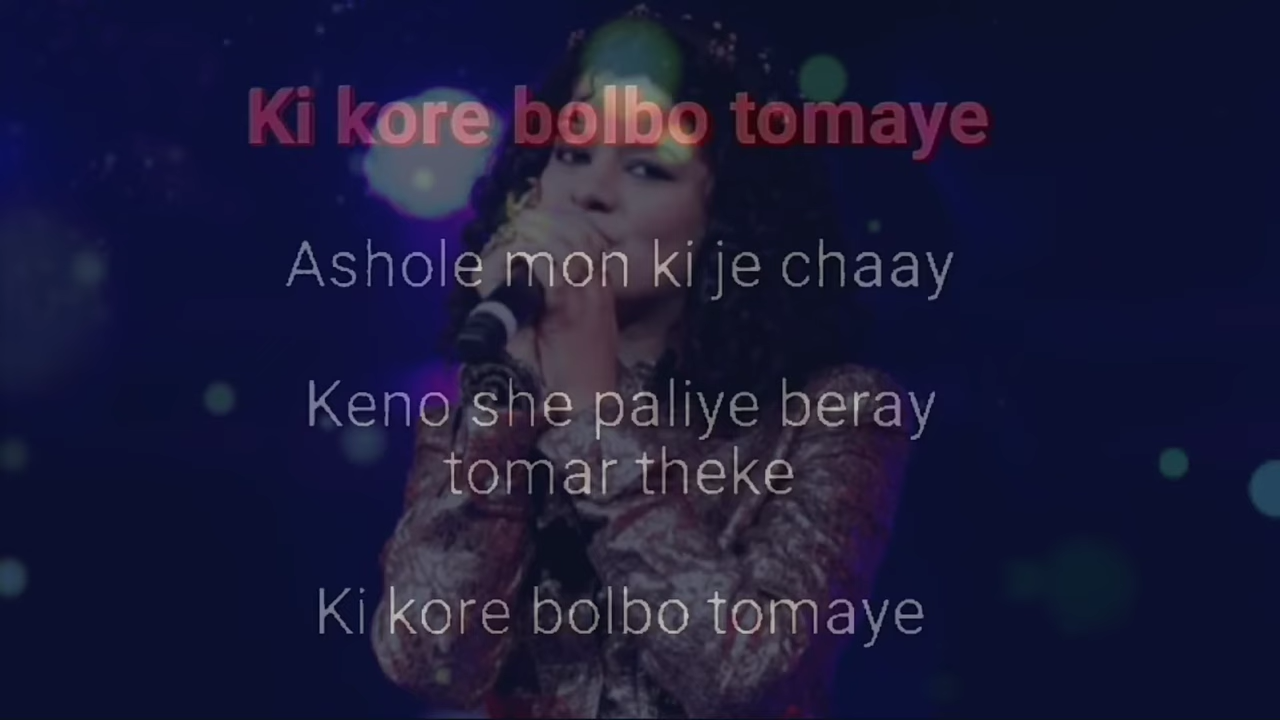 Ki kore bolbo tomaye
Ashole mon ki je chaay
Keno she paliye beray
tomar theke
Ki kore bolbo tomaye